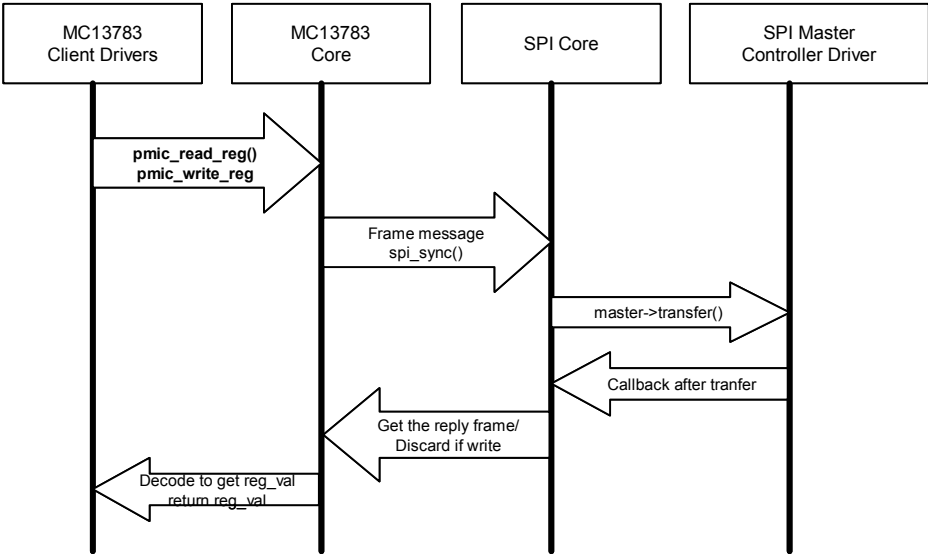 MC13783
Client Drivers
MC13783
Core
SPI Core
SPI Master
Controller Driver
pmic_read_reg()
pmic_write_reg
Frame message
spi_sync()
master->transfer()
Callback after tranfer
Get the reply frame/
Discard if write
Decode to get reg_val
return reg_val